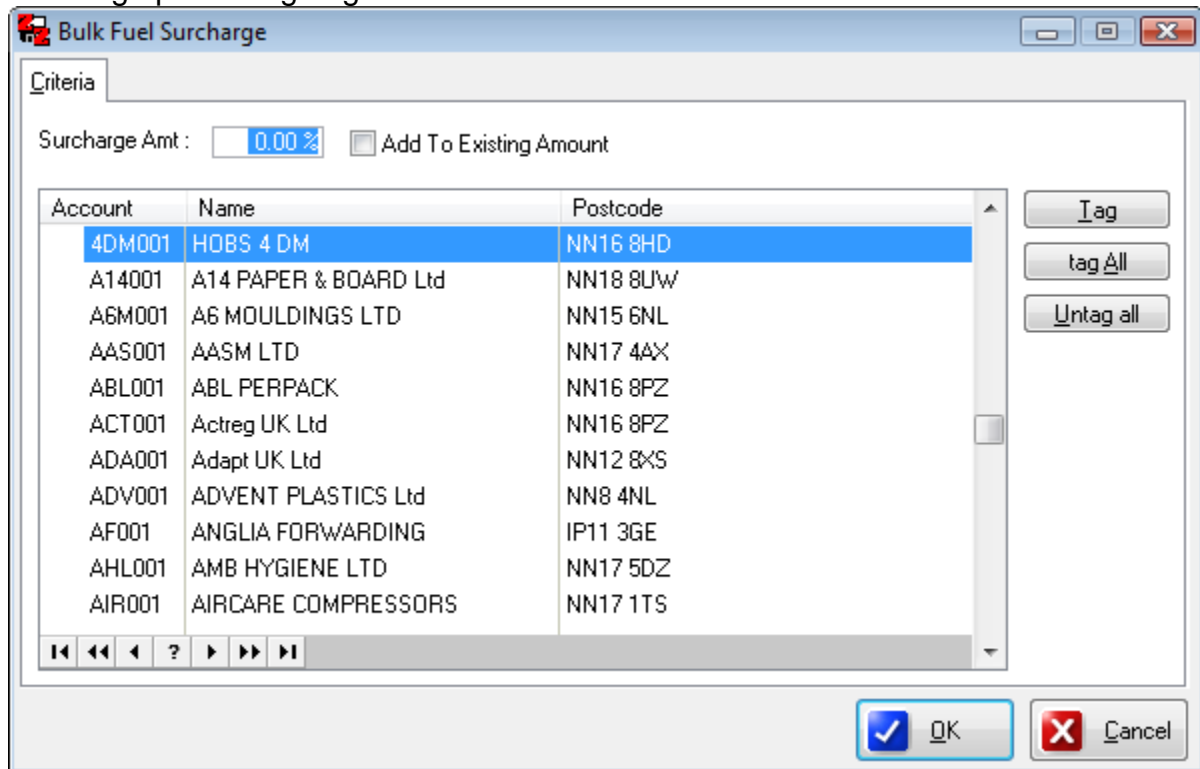 Bulk Fuel Surcharge
Criteria
Surcharge Amt : 0.00 % Add To Existing Amount
Account Name Postcode
4DM001 HOBS 4 DM NN16 8HD
A14001 A14 PAPER & BOARD Ltd NN18 8UW
A6M001 A6 MOULDINGS LTD NN15 6NL
AAS001 AASM LTD NN17 4AX
ABL001 ABL PERPACK NN16 8PZ
ACT001 Actreg UK Ltd NN16 8PZ
ADA001 Adapt UK Ltd NN12 8XS
ADV001 ADVENT PLASTICS Ltd NN8 4NL
AF001 ANGLIA FORWARDING IP11 3GE
AHL001 AMB HYGIENE LTD NN17 5DZ
AIR001 AIRCARE COMPRESSORS NN17 1TS
?
Tag
tag All
Untag all
OK Cancel